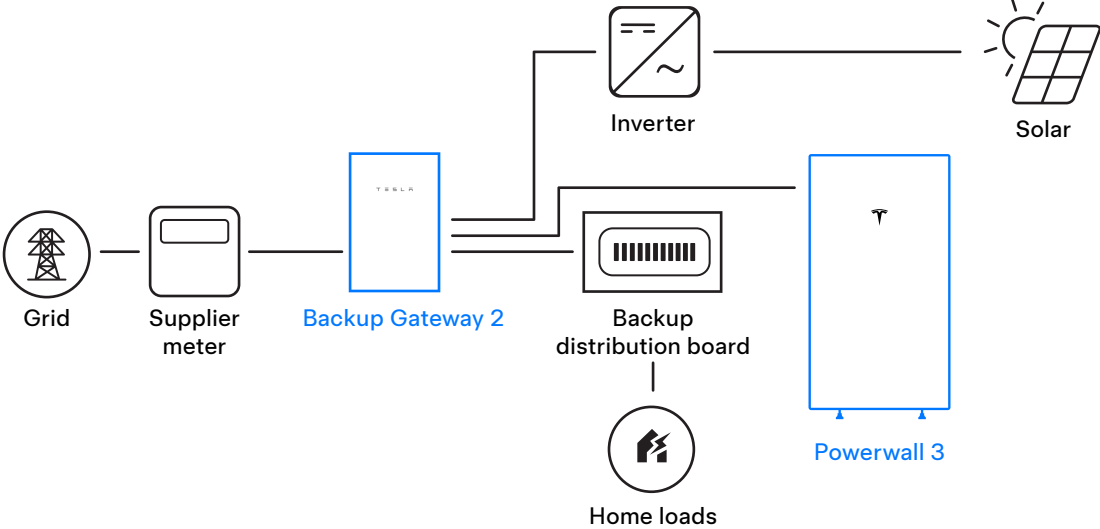 Inverter
Solar
TESLA
Grid
Supplier
meter
Backup Gateway 2
Backup
distribution board
Powerwall 3
Home loads